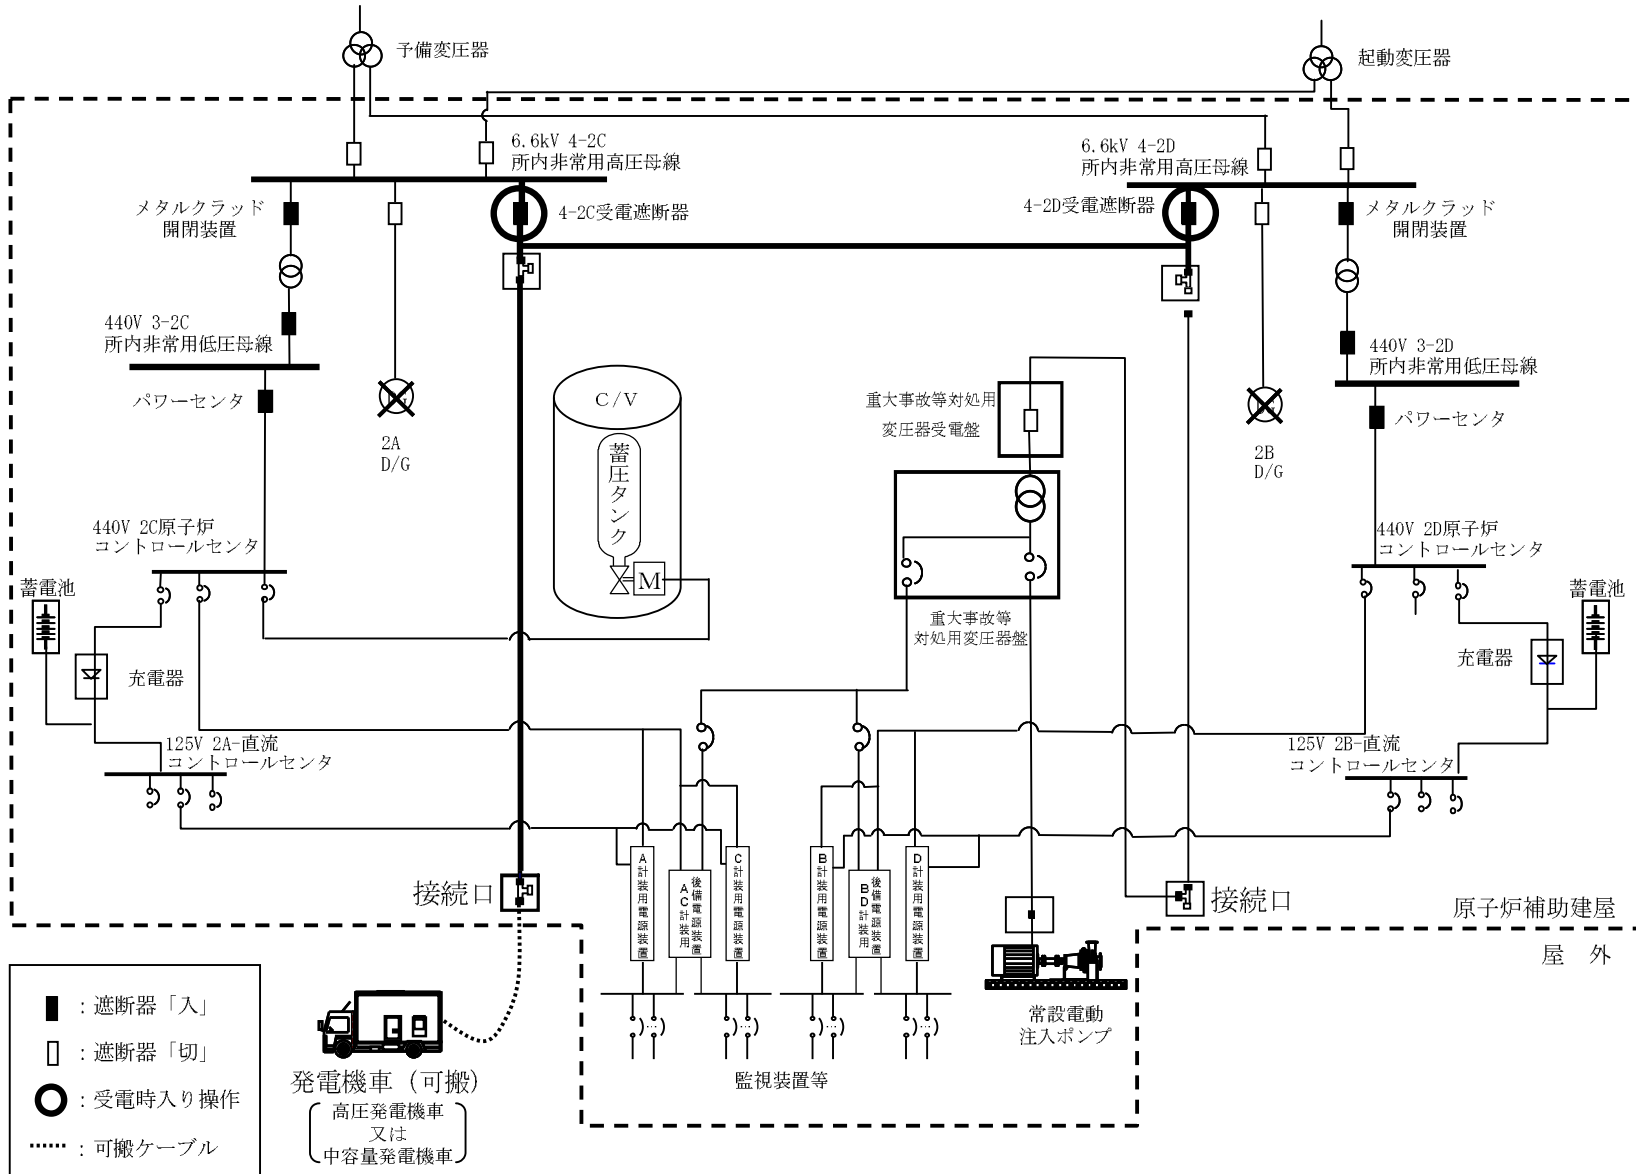 予備変圧器
起動変圧器
6.6kV 4-2C
所内非常用高圧母線
6.6kV 4-2D
所内非常用高圧母線
メタルクラッド
開閉装置
4-2C受電遮断器
4-2D受電遮断器
メタルクラッド
開閉装置
440V 3-2C
所内非常用低圧母線
パワーセンタ
2A
D/G
C/V
蓄圧タンク
M
重大事故等対処用
変圧器受電盤
2B
D/G
440V 3-2D
所内非常用低圧母線
パワーセンタ
440V 2C原子炉
コントロールセンタ
440V 2D原子炉
コントロールセンタ
蓄電池
充電器
重大事故等
対処用変圧器盤
蓄電池
充電器
125V 2A-直流
コントロールセンタ
125V 2B-直流
コントロールセンタ
接続口
A計装用電源装置
AC計装用
後備電源装置
C計装用電源装置
B計装用電源装置
BD計装用
後備電源装置
D計装用電源装置
接続口
原子炉補助建屋
屋 外
常設電動
注入ポンプ
監視装置等
発電機車（可搬）
高圧発電機車
又は
中容量発電機車
：遮断器「入」
：遮断器「切」
：受電時入り操作
：可搬ケーブル